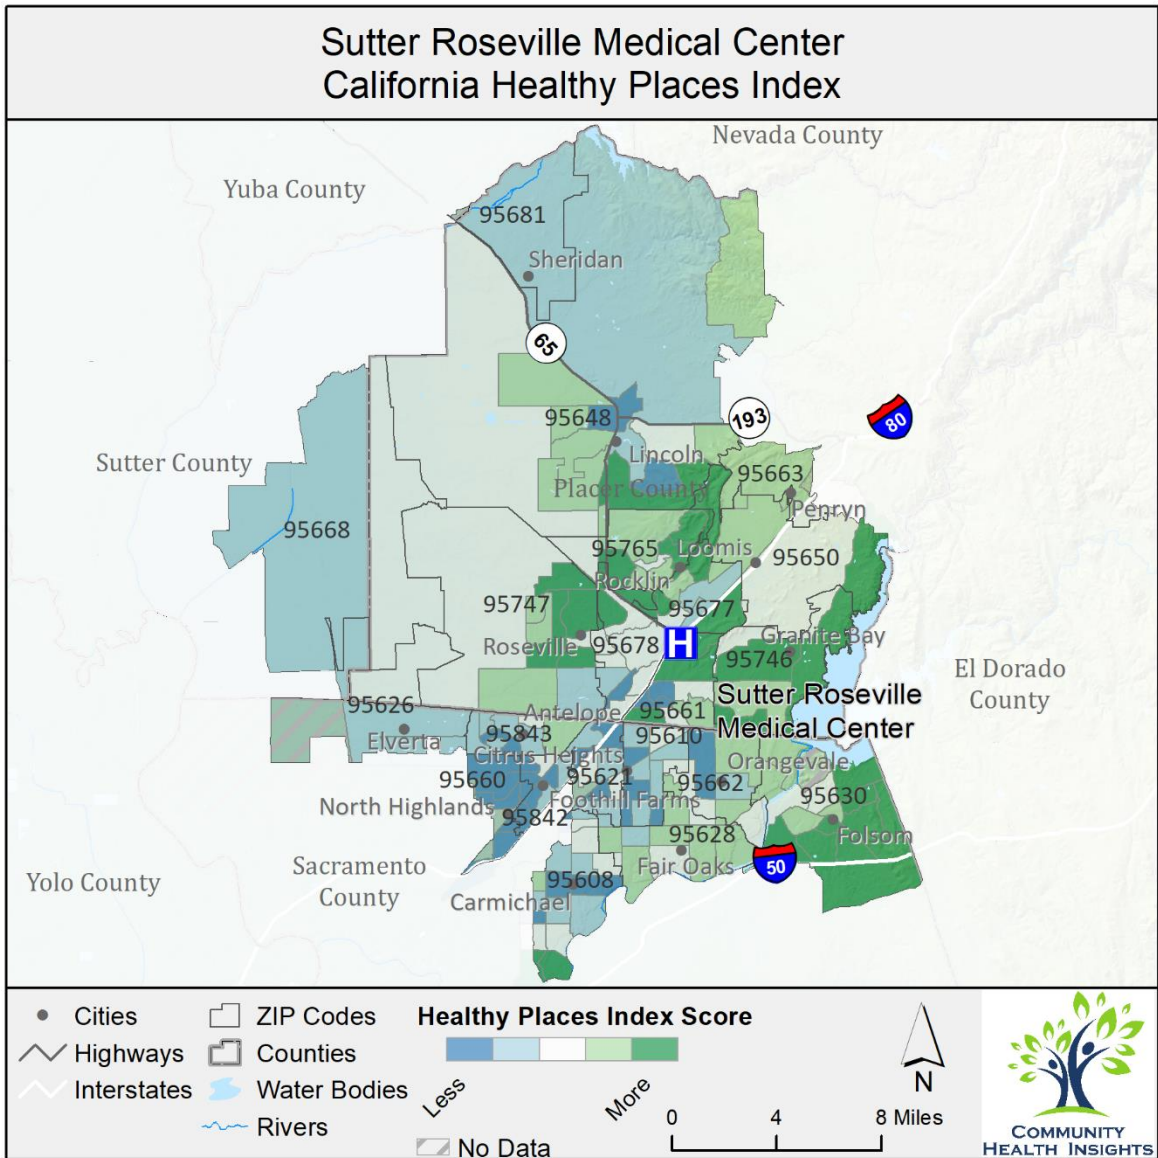 Sutter Roseville Medical Center
California Healthy Places Index
Nevada County
Yuba County
95681
Sheridan
65
95648
193
80
Lincoln
Sutter County
95663
Placer County
Penryn
95668
95765
Loomis
95650
Rocklin
95747
95677
Roseville
95678
H
Granite Bay
95746
El Dorado
County
Sutter Roseville
Medical Center
95626
Antelope
95661
Elverta
95843
95610
Citrus Heights
Orangevale
95660
95621
95662
North Highlands
Foothill Farms
95630
95842
95628
Folsom
Sacramento
County
Fair Oaks
50
Yolo County
95608
Carmichael
Cities
Highways
Interstates
ZIP Codes
Counties
Water Bodies
Rivers
Healthy Places Index Score
Less
More
No Data
N
0 4 8 Miles
COMMUNITY
HEALTH INSIGHTS